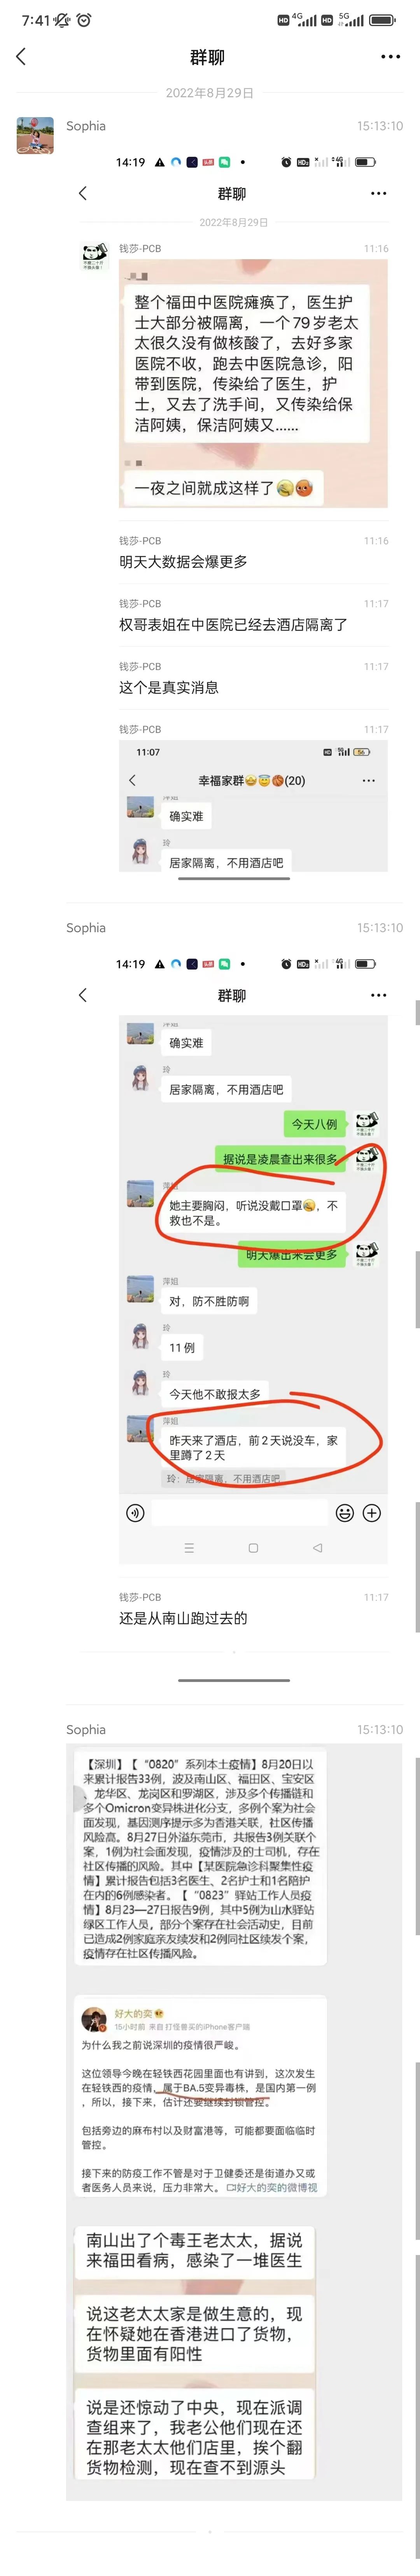 7:41
HD 4G HD 5G
群聊
2022年8月29日
Sophia 15:13:10
14:19
HD 4G
群聊
2022年8月29日
钱莎-PCB 11:16
整个福田中医院瘫痪了，医生护
士大部分被隔离，一个79岁老太
太很久没有做核酸了，去好多家
医院不收，跑去中医院急诊，阳
带到医院，传染给了医生，护
士，又去了洗手间，又传染给保
洁阿姨，保洁阿姨又......
一夜之间就成这样了
钱莎-PCB 11:16
明天大数据会爆更多
钱莎-PCB 11:17
权哥表姐在中医院已经去酒店隔离了
钱莎-PCB 11:17
这个是真实消息
钱莎-PCB 11:17
11:07
HD 5G 56
幸福家群(20)
萍姐
确实难
玲
居家隔离，不用酒店吧
Sophia 15:13:10
14:19
HD 4G
群聊
萍姐
确实难
玲
居家隔离，不用酒店吧
今天八例
据说是凌晨查出来很多
萍姐
她主要胸闷，听说没戴口罩，不
救也不是。
明天爆出来会更多
萍姐
对，防不胜防啊
玲
11例
玲
今天他不敢报太多
萍姐
昨天来了酒店，前2天说没车，家
里蹲了2天
玲：居家隔离，不用酒店吧
钱莎-PCB 11:17
还是从南山跑过去的
Sophia 15:13:10
【深圳】【“0820”系列本土疫情】8月20日以
来累计报告33例，波及南山区、福田区、宝安区
、龙华区、龙岗区和罗湖区，涉及多个传播链和
多个Omicron变异株进化分支，多例个案为社会
面发现，基因测序提示多为香港关联，社区传播
风险高。8月27日外溢东莞市，共报告3例关联个
案，1例为社会面发现，疫情涉及的士司机，存在
社区传播的风险。其中【某医院急诊科聚集性疫
情】累计报告包括3名医生、2名护士和1名陪护
在内的6例感染者。【“0823”驿站工作人员疫
情】8月23—27日报告9例，其中5例为山水驿站
绿区工作人员，部分个案存在社会活动史，目前
已造成2例家庭亲友续发和2例同社区续发个案，
疫情存在社区传播风险。
好大的奕
15小时前 来自 打怪兽买的iPhone客户端
为什么我之前说深圳的疫情很严峻。
这位领导今晚在轻铁西花园里面也有讲到，这次发生
在轻铁西的疫情，属于BA.5变异毒株，是国内第一例
，所以，接下来，估计还要继续封锁管控。
包括旁边的麻布村以及财富港等，可能都要面临临时
管控。
接下来的防疫工作不管是对于卫健委还是街道办又或
者医务人员来说，压力非常大。好大的奕的微博视
南山出了个毒王老太太，据说
来福田看病，感染了一堆医生
说这老太太家是做生意的，现
在怀疑她在香港进口了货物，
货物里面有阳性
说是还惊动了中央，现在派调
查组来了，我老公他们现在还
在那老太太他们店里，挨个翻
货物检测，现在查不到源头